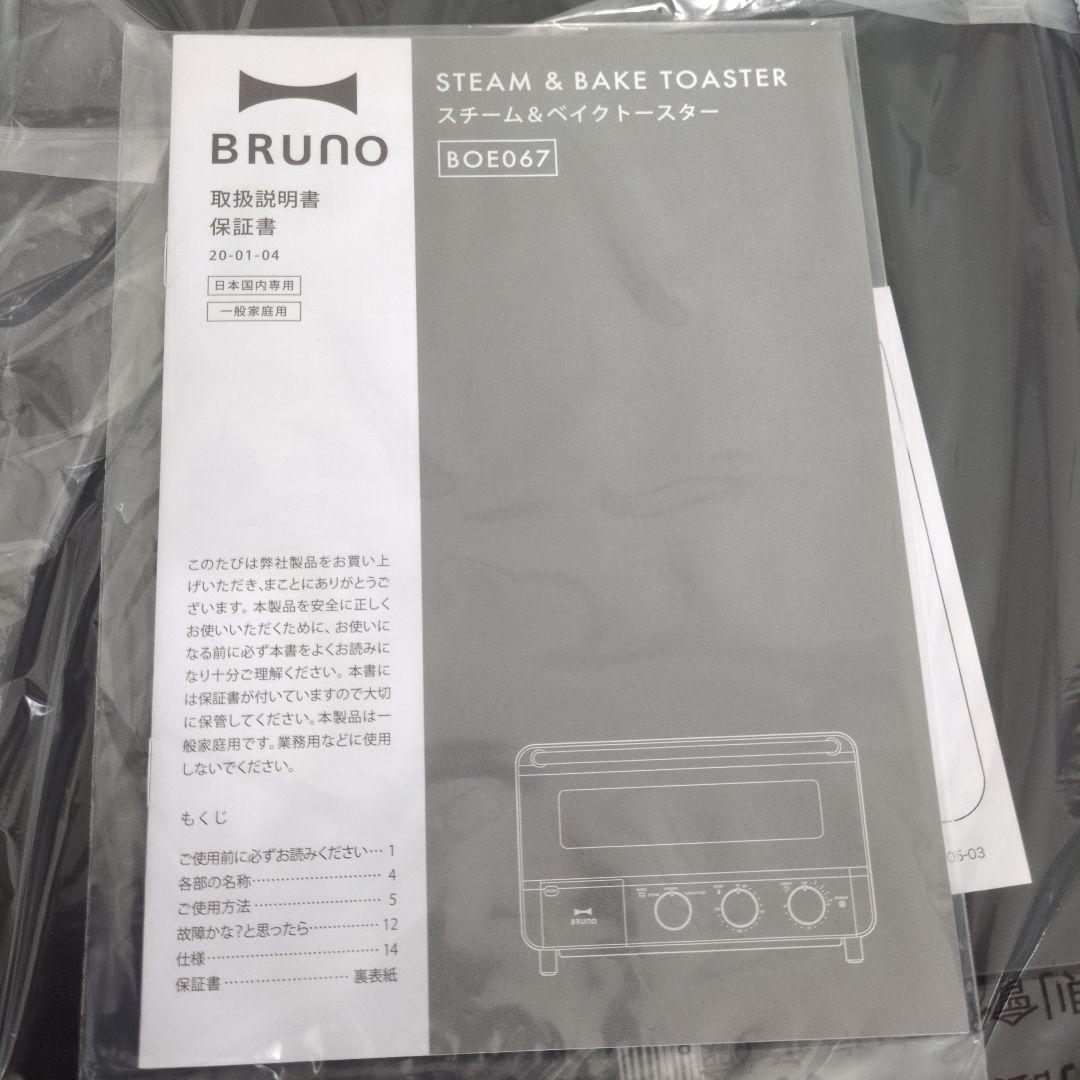 BRUNO
取扱説明書
保証書
20-01-04
日本国内専用
一般家庭用
STEAM & BAKE TOASTER
スチーム&ベイクトースター
BOE067
このたびは弊社製品をお買い上
げいただき、まことにありがとうご
ざいます。本製品を安全に正しく
お使いいただくために、お使いに
なる前に必ず本書をよくお読みに
なり十分ご理解ください。本書に
は保証書が付いていますので大切
に保管してください。本製品は一
般家庭用です。業務用などに使用
しないでください。
もくじ
ご使用前に必ずお読みください… 1
各部の名称………………………… 4
ご使用方法………………………… 5
故障かな?と思ったら…………… 12
仕様………………………………… 14
保証書………………………… 裏表紙
BRUNO
-03